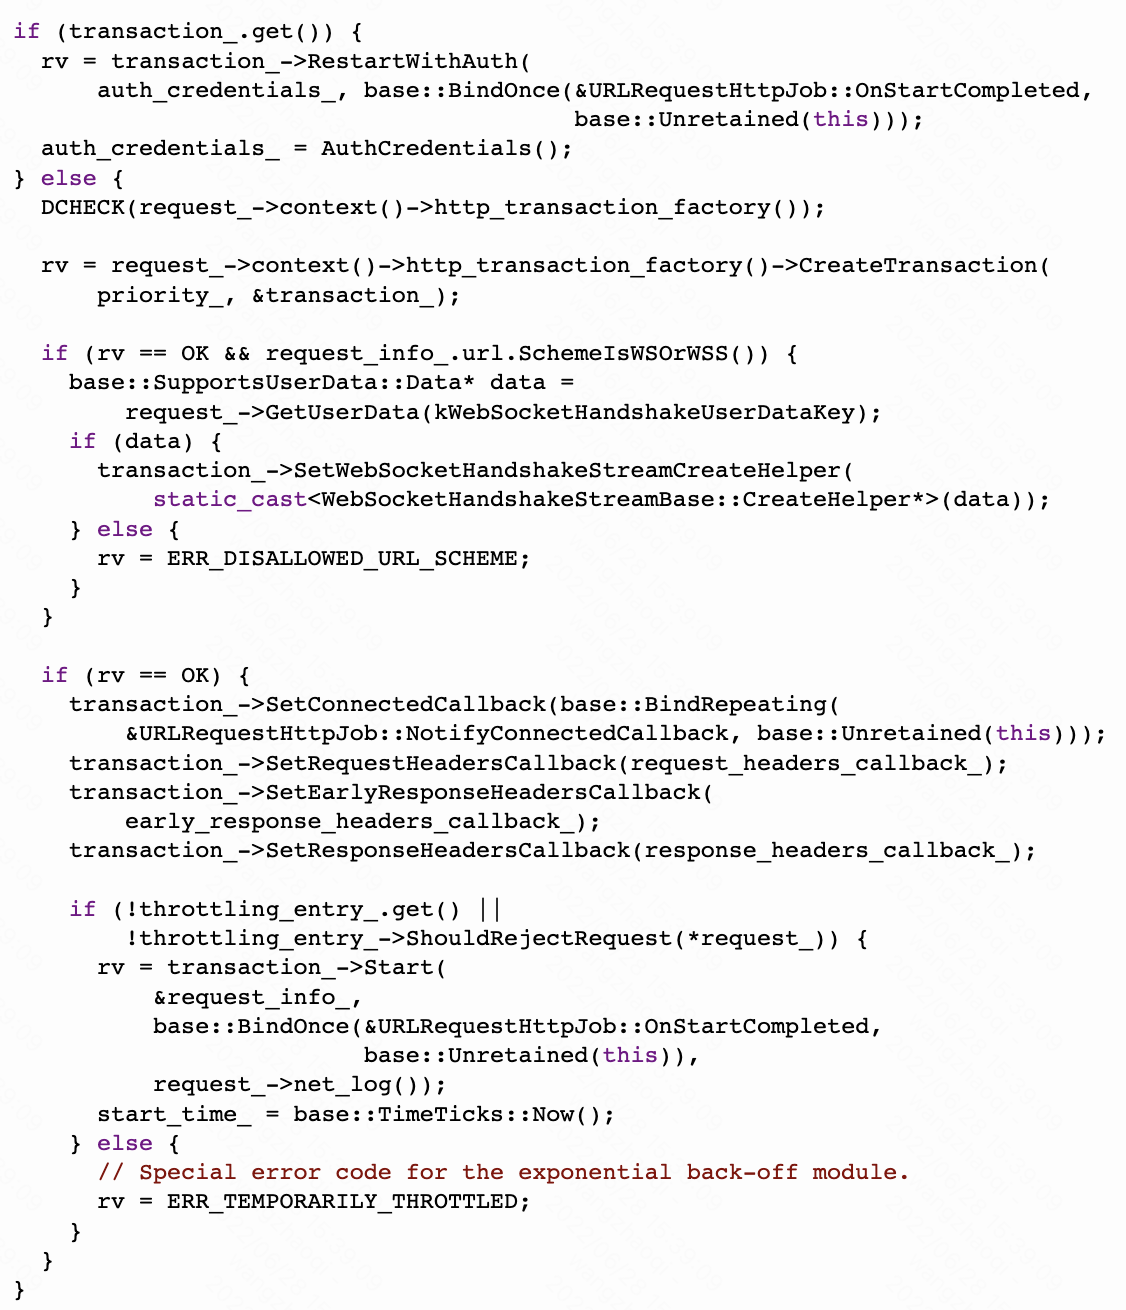 if (transaction_.get()) {
  rv = transaction_->RestartWithAuth(
      auth_credentials_, base::BindOnce(&URLRequestHttpJob::OnStartCompleted,
                                        base::Unretained(this)));
  auth_credentials_ = AuthCredentials();
} else {
  DCHECK(request_->context()->http_transaction_factory());

  rv = request_->context()->http_transaction_factory()->CreateTransaction(
      priority_, &transaction_);

  if (rv == OK && request_info_.url.SchemeIsWSOrWSS()) {
    base::SupportsUserData::Data* data =
        request_->GetUserData(kWebSocketHandshakeUserDataKey);
    if (data) {
      transaction_->SetWebSocketHandshakeStreamCreateHelper(
          static_cast<WebSocketHandshakeStreamBase::CreateHelper*>(data));
    } else {
      rv = ERR_DISALLOWED_URL_SCHEME;
    }
  }

  if (rv == OK) {
    transaction_->SetConnectedCallback(base::BindRepeating(
        &URLRequestHttpJob::NotifyConnectedCallback, base::Unretained(this)));
    transaction_->SetRequestHeadersCallback(request_headers_callback_);
    transaction_->SetEarlyResponseHeadersCallback(
        early_response_headers_callback_);
    transaction_->SetResponseHeadersCallback(response_headers_callback_);

    if (!throttling_entry_.get() ||
        !throttling_entry_->ShouldRejectRequest(*request_)) {
      rv = transaction_->Start(
          &request_info_,
          base::BindOnce(&URLRequestHttpJob::OnStartCompleted,
                         base::Unretained(this)),
          request_->net_log());
      start_time_ = base::TimeTicks::Now();
    } else {
      // Special error code for the exponential back-off module.
      rv = ERR_TEMPORARILY_THROTTLED;
    }
  }
}